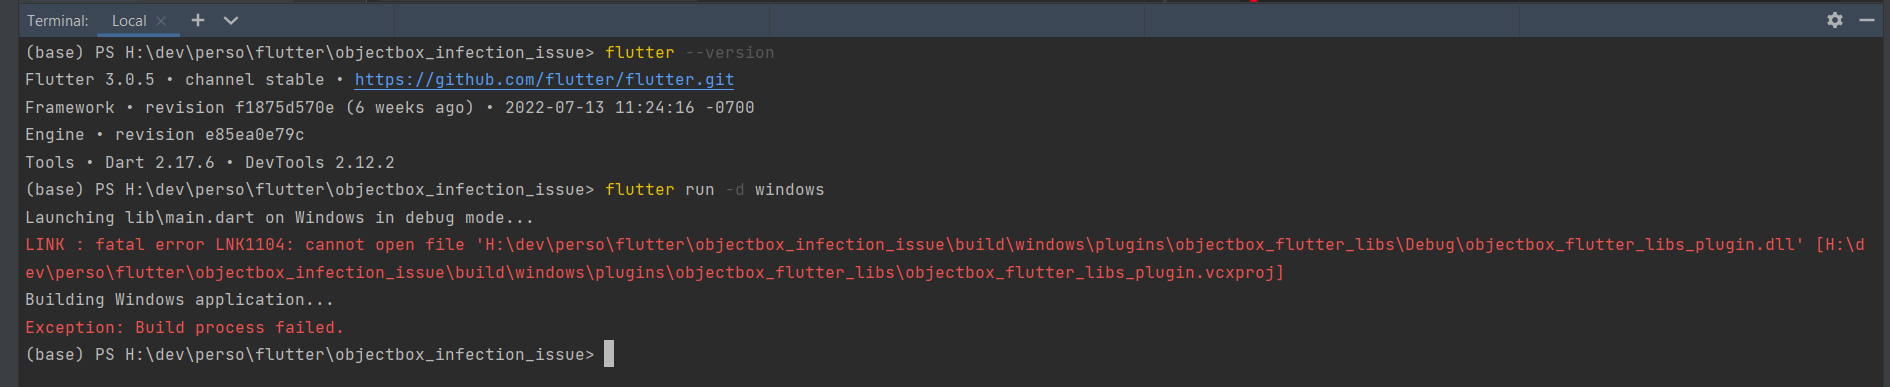 Terminal: Local × + 
(base) PS H:\dev\perso\flutter\objectbox_infection_issue> flutter --version
Flutter 3.0.5 • channel stable • https://github.com/flutter/flutter.git
Framework • revision f1875d570e (6 weeks ago) • 2022-07-13 11:24:16 -0700
Engine • revision e85ea0e79c
Tools • Dart 2.17.6 • DevTools 2.12.2
(base) PS H:\dev\perso\flutter\objectbox_infection_issue> flutter run -d windows
Launching lib\main.dart on Windows in debug mode...
LINK : fatal error LNK1104: cannot open file 'H:\dev\perso\flutter\objectbox_infection_issue\build\windows\plugins\objectbox_flutter_libs\Debug\objectbox_flutter_libs_plugin.dll' [H:\d
ev\perso\flutter\objectbox_infection_issue\build\windows\plugins\objectbox_flutter_libs\objectbox_flutter_libs_plugin.vcxproj]
Building Windows application...
Exception: Build process failed.
(base) PS H:\dev\perso\flutter\objectbox_infection_issue>